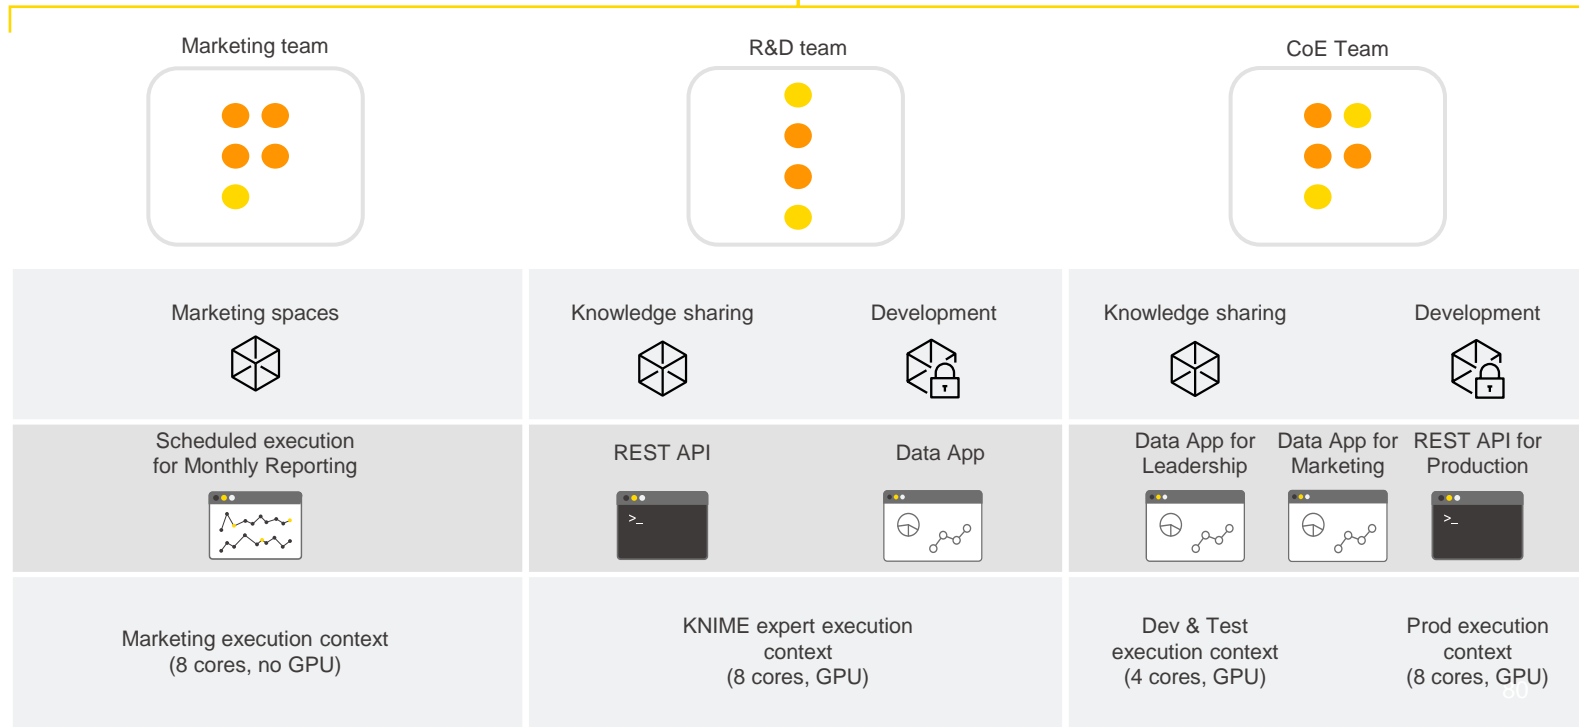 Marketing team
R&D team
CoE Team
Marketing spaces
Knowledge sharing
Development
Knowledge sharing
Development
Scheduled execution
for Monthly Reporting
>_
REST API
>_
Data App
Data App for
Leadership
Data App for
Marketing
REST API for
Production
>_
Marketing execution context
(8 cores, no GPU)
KNIME expert execution
context
(8 cores, GPU)
Dev & Test
execution context
(4 cores, GPU)
Prod execution
context
(8 cores, GPU)
80